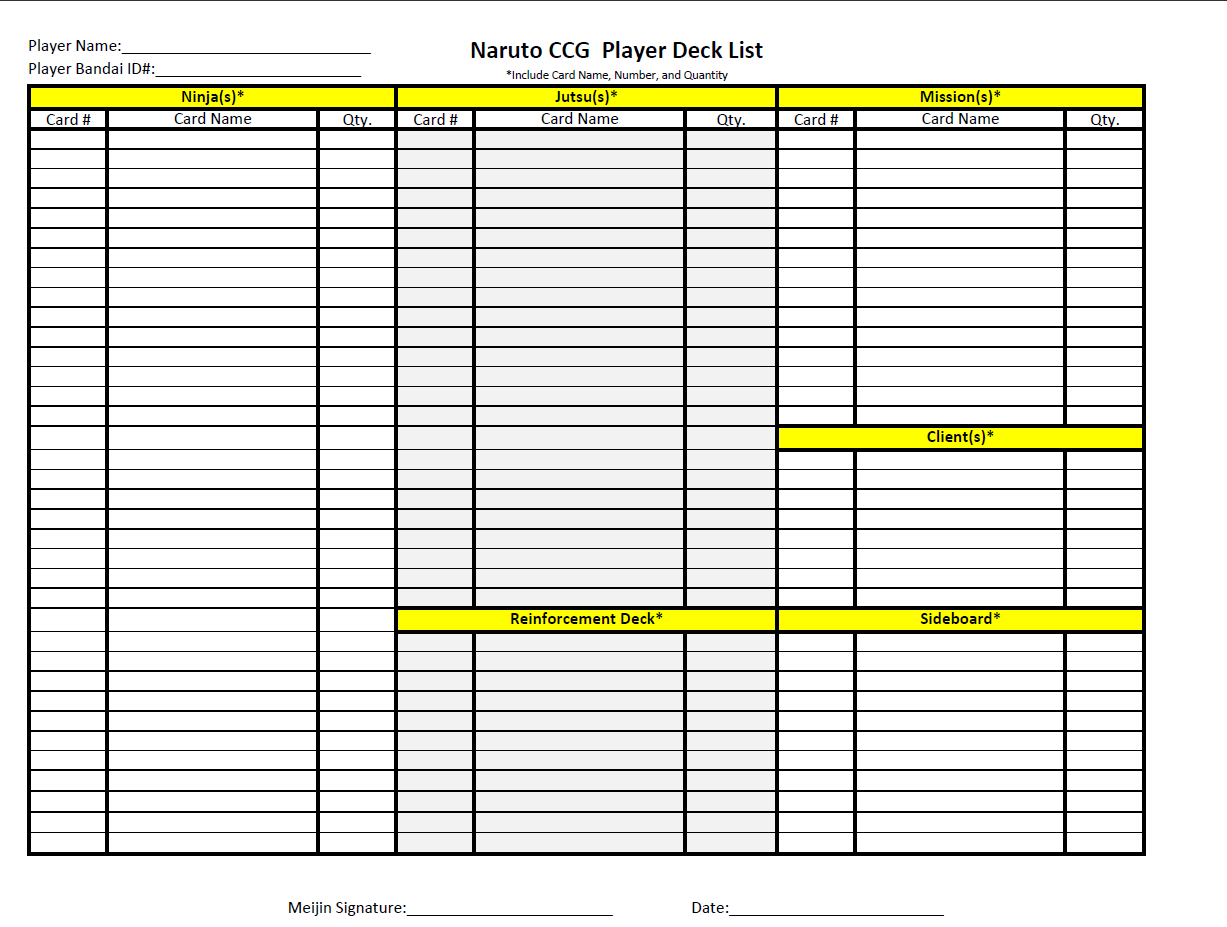 Player Name:______________________________
Naruto CCG  Player Deck List
Player Bandai ID#:_________________________
*Include Card Name, Number, and Quantity
Ninja(s)* Jutsu(s)* Mission(s)*
Card # Card Name Qty. Card # Card Name Qty. Card # Card Name Qty.
Client(s)*
Reinforcement Deck* Sideboard*
Meijin Signature:_________________________ Date:__________________________